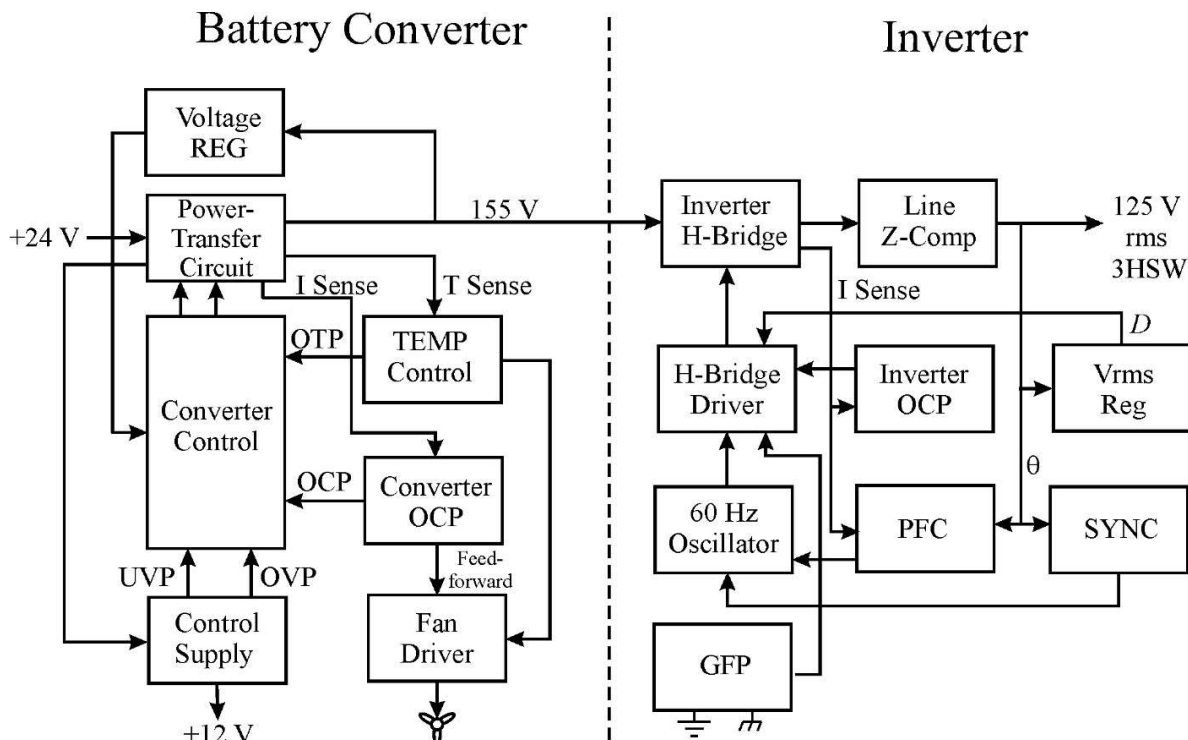 Battery Converter
Inverter
Voltage
REG
+24 V
Power-
Transfer
Circuit
155 V
I Sense
T Sense
OTP
TEMP
Control
Converter
Control
OCP
Converter
OCP
Feed-
forward
UVP
OVP
Control
Supply
+12 V
Fan
Driver
Inverter
H-Bridge
Line
Z-Comp
125 V
rms
3HSW
I Sense
D
H-Bridge
Driver
Inverter
OCP
Vrms
Reg
θ
60 Hz
Oscillator
PFC
SYNC
GFP